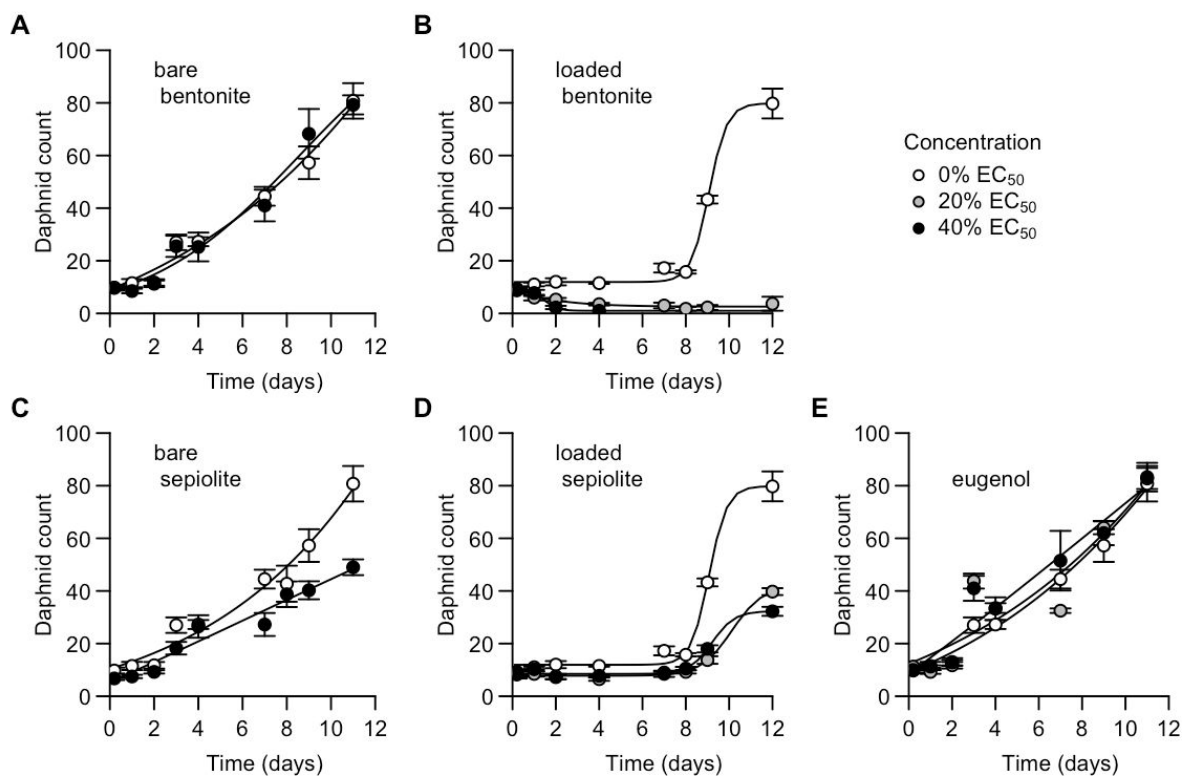 A
bare
bentonite
100
80
60
40
20
0
Daphnid count
0 2 4 6 8 10 12
Time (days)
B
loaded
bentonite
100
80
60
40
20
0
Daphnid count
0 2 4 6 8 10 12
Time (days)
Concentration
0% EC50
20% EC50
40% EC50
C
bare
sepiolite
100
80
60
40
20
0
Daphnid count
0 2 4 6 8 10 12
Time (days)
D
loaded
sepiolite
100
80
60
40
20
0
Daphnid count
0 2 4 6 8 10 12
Time (days)
E
eugenol
100
80
60
40
20
0
Daphnid count
0 2 4 6 8 10 12
Time (days)